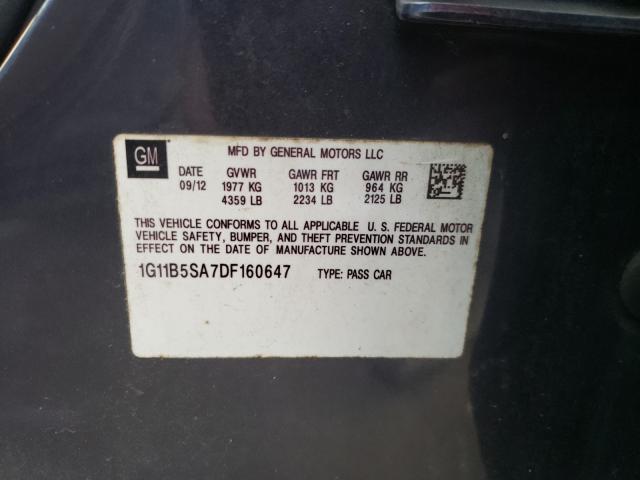 GM
MFD BY GENERAL MOTORS LLC
DATE GVWR GAWR FRT GAWR RR
09/12 1977 KG 1013 KG 964 KG
4359 LB 2234 LB 2125 LB
THIS VEHICLE CONFORMS TO ALL APPLICABLE U. S. FEDERAL MOTOR
VEHICLE SAFETY, BUMPER, AND THEFT PREVENTION STANDARDS IN
EFFECT ON THE DATE OF MANUFACTURE SHOWN ABOVE.
1G11B5SA7DF160647 TYPE: PASS CAR